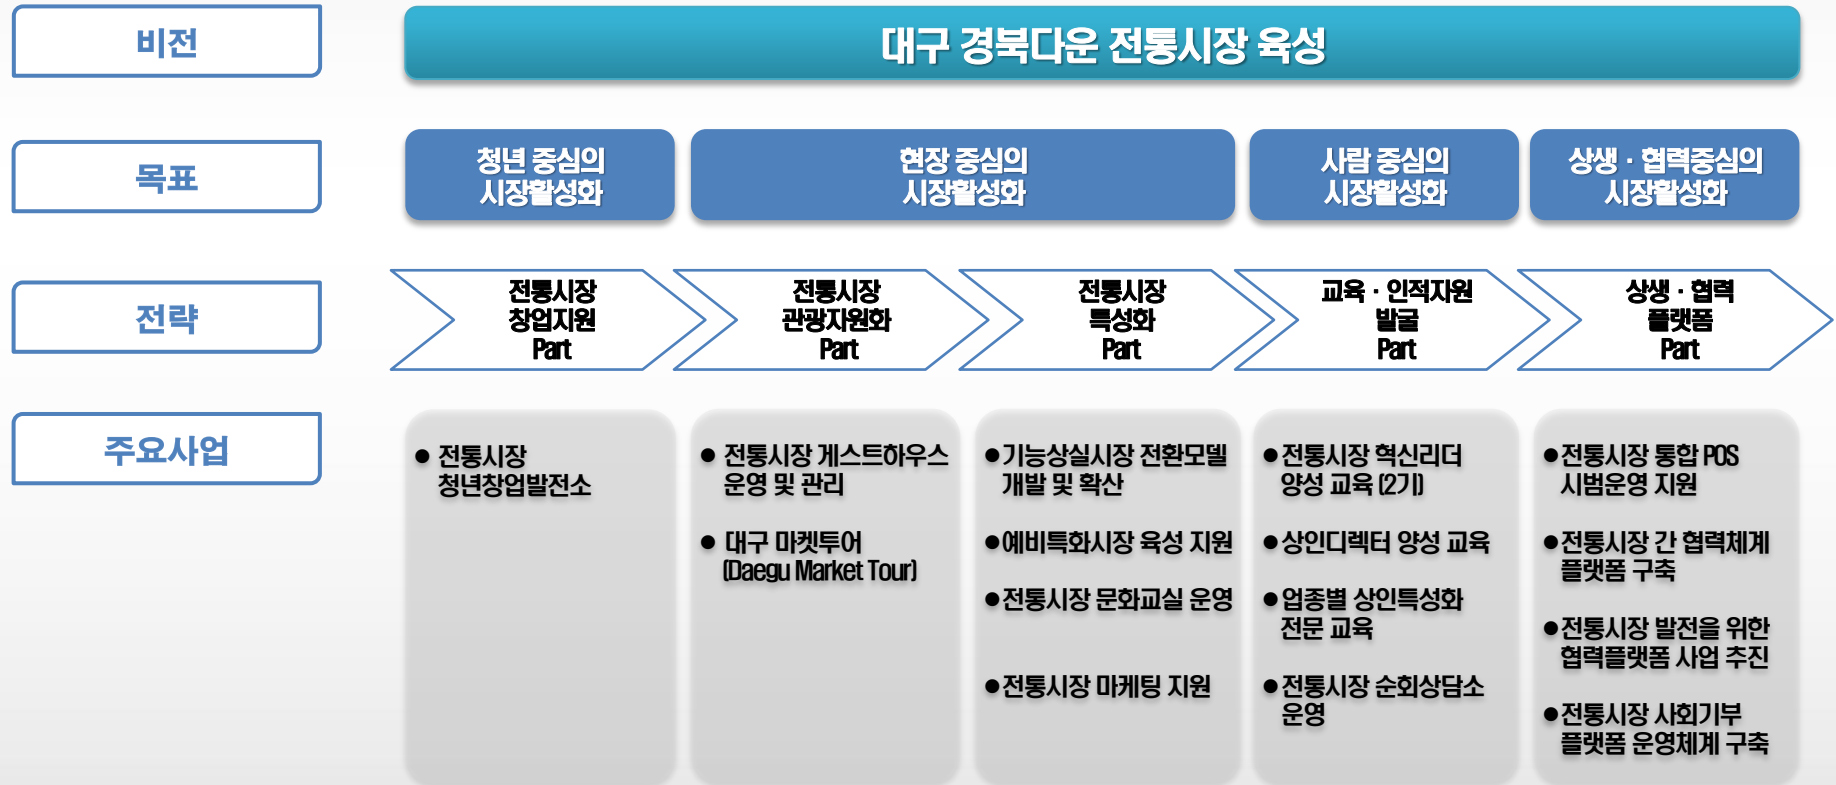 비전
대구 경북다운 전통시장 육성
목표
청년 중심의
시장활성화
현장 중심의
시장활성화
사람 중심의
시장활성화
상생 · 협력중심의
시장활성화
전략
전통시장
창업지원
Part
전통시장
관광자원화
Part
전통시장
특성화
Part
교육 · 인적자원
발굴
Part
상생 · 협력
플랫폼
Part
주요사업
● 전통시장
청년창업발전소
● 전통시장 게스트하우스
운영 및 관리
● 대구 마켓투어
(Daegu Market Tour)
●기능상실시장 전환모델
개발 및 확산
●예비특화시장 육성 지원
●전통시장 문화교실 운영
●전통시장 마케팅 지원
●전통시장 혁신리더
양성 교육 (2기)
●상인디렉터 양성 교육
●업종별 상인특성화
전문 교육
●전통시장 순회상담소
운영
●전통시장 통합 POS
시범운영 지원
●전통시장 간 협력체계
플랫폼 구축
●전통시장 발전을 위한
협력플랫폼 사업 추진
●전통시장 사회기부
플랫폼 운영체계 구축